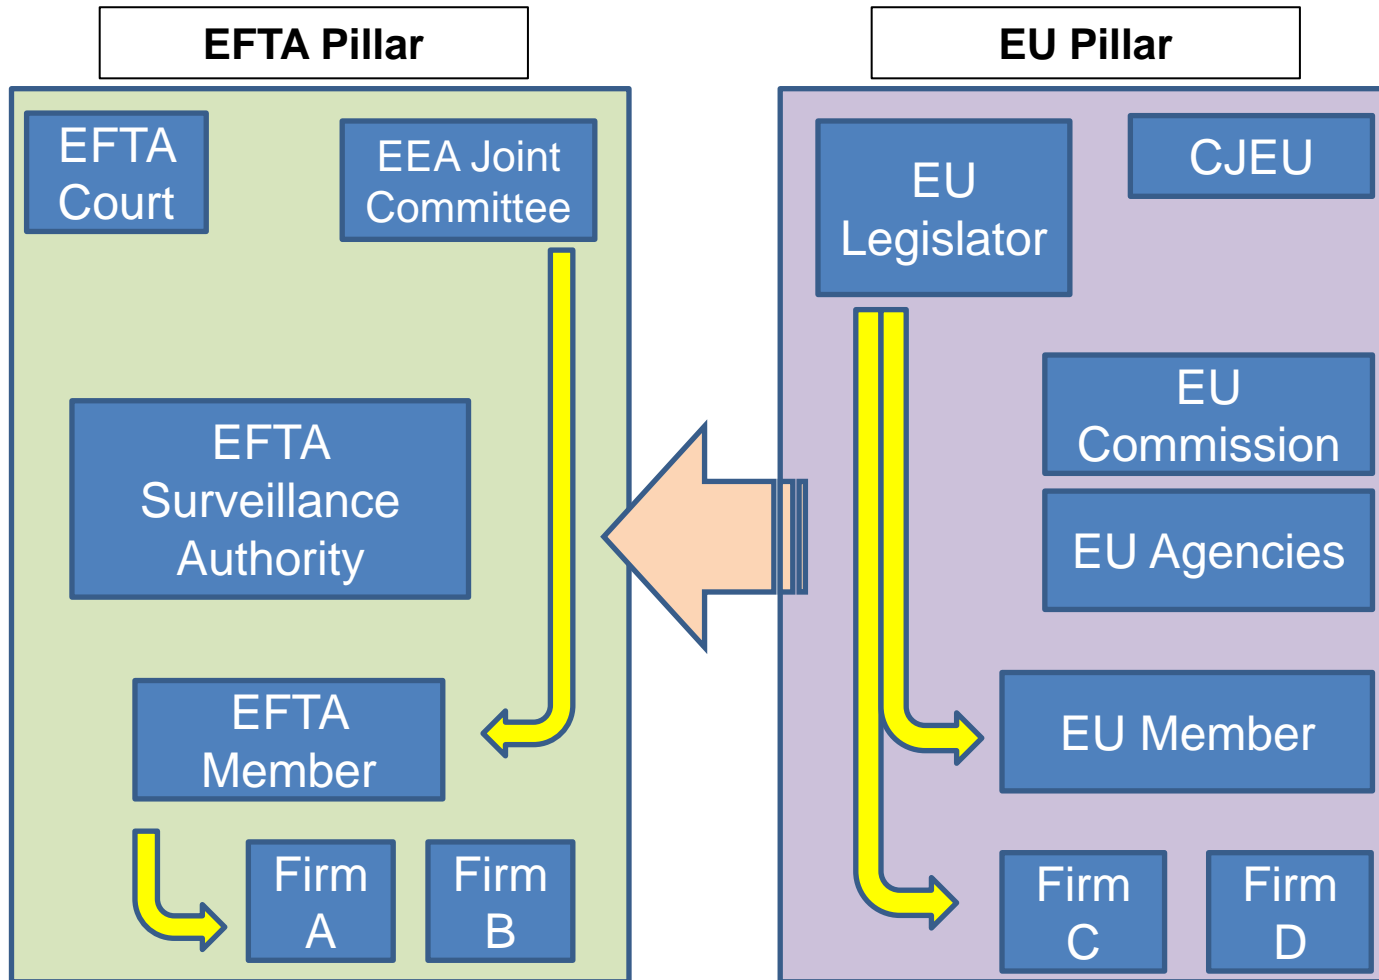 EFTA Pillar
EU Pillar
EFTA
Court
EEA Joint
Committee
EFTA
Surveillance
Authority
EFTA
Member
Firm
A
Firm
B
EU
Legislator
CJEU
EU
Commission
EU Agencies
EU Member
Firm
C
Firm
D